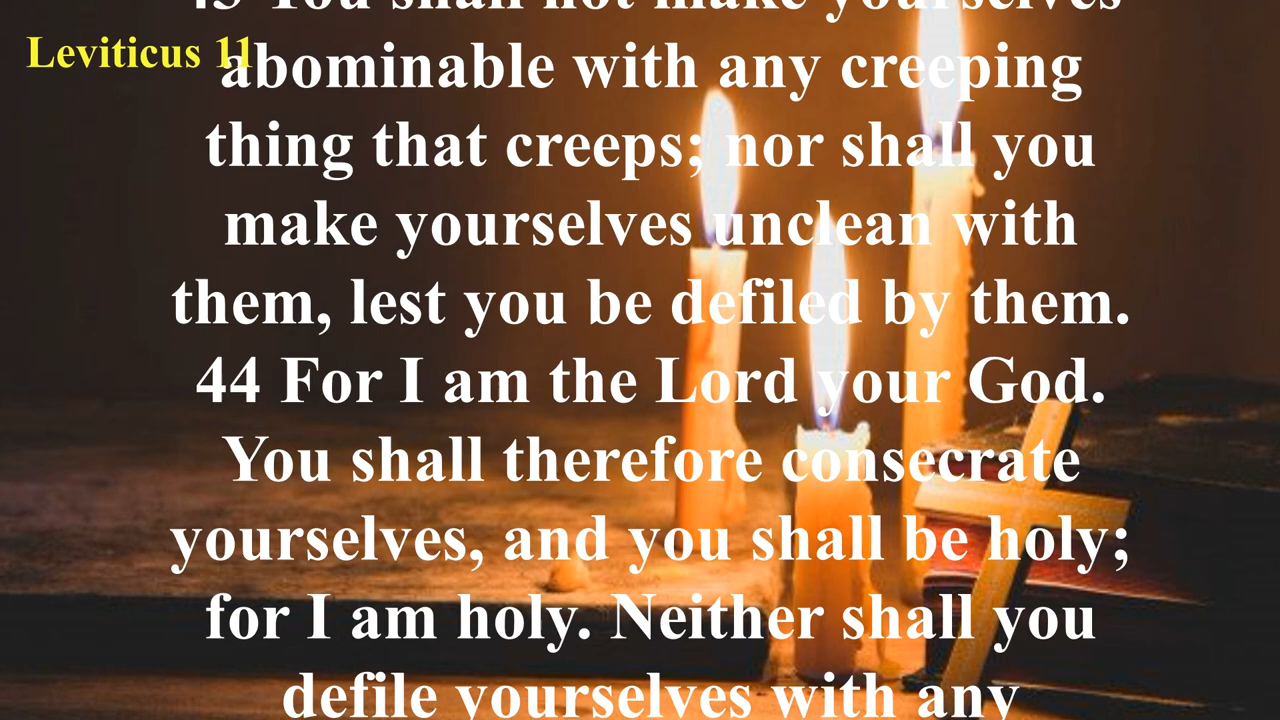 43 You shall not make yourselves
Leviticus 11
abominable with any creeping
thing that creeps; nor shall you
make yourselves unclean with
them, lest you be defiled by them.
44 For I am the Lord your God.
You shall therefore consecrate
yourselves, and you shall be holy;
for I am holy. Neither shall you
defile yourselves with any